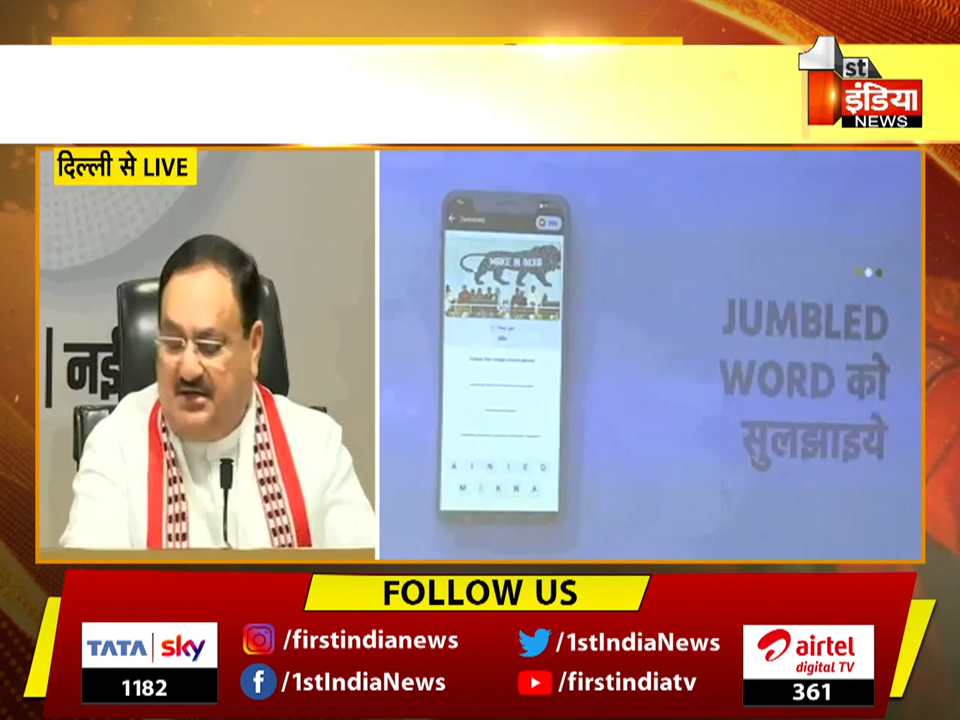 1st
इंडिया
NEWS
दिल्ली से LIVE
नई
MAKE IN INDIA
JUMBLED
WORD को
सुलझाइये
A I N I E D
M I K N A
FOLLOW US
TATA sky
1182
/firstindianews
/1stIndiaNews
/1stIndiaNews
/firstindiatv
airtel
digital TV
361